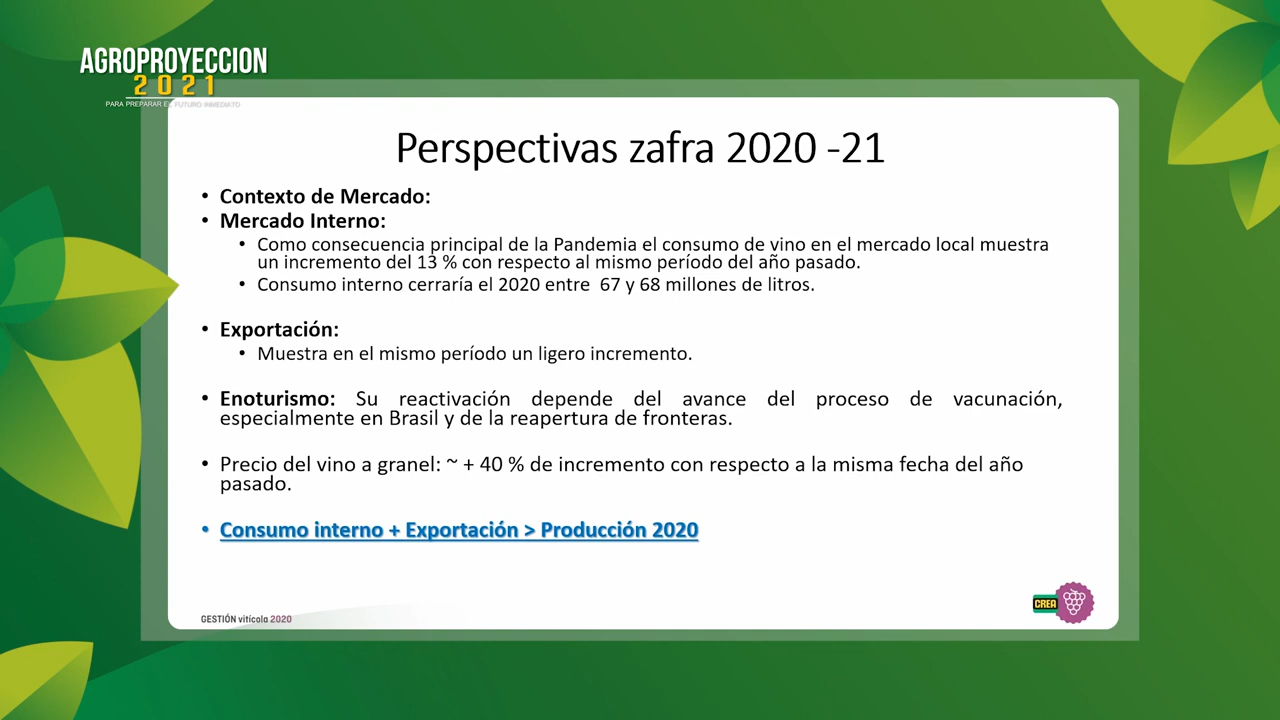 AGROPROYECCION
2021
PARA PREPARAR EL FUTURO INMEDIATO
Perspectivas zafra 2020 -21
• Contexto de Mercado:
• Mercado Interno:
• Como consecuencia principal de la Pandemia el consumo de vino en el mercado local muestra
un incremento del 13 % con respecto al mismo período del año pasado.
• Consumo interno cerraría el 2020 entre 67 y 68 millones de litros.
• Exportación:
• Muestra en el mismo período un ligero incremento.
• Enoturismo: Su reactivación depende del avance del proceso de vacunación,
especialmente en Brasil y de la reapertura de fronteras.
• Precio del vino a granel: ~ + 40 % de incremento con respecto a la misma fecha del año
pasado.
• Consumo interno + Exportación > Producción 2020
GESTIÓN vitícola 2020
CREA